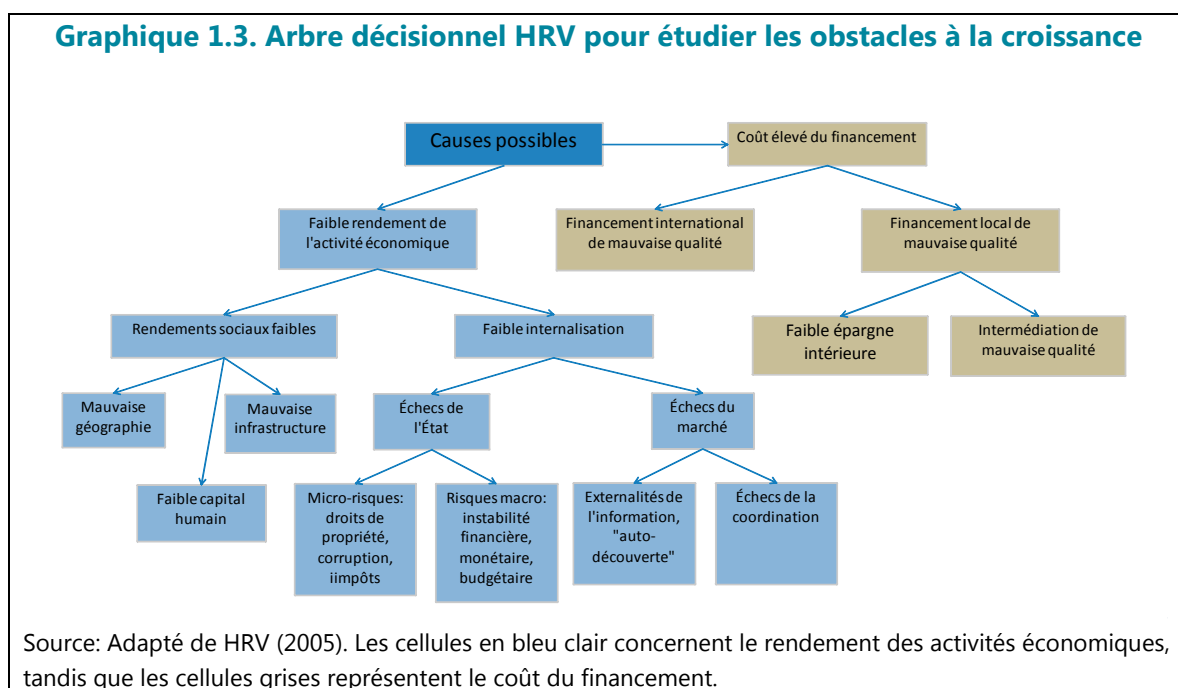 Graphique 1.3. Arbre décisionnel HRV pour étudier les obstacles à la croissance
Causes possibles
Coût élevé du financement
Faible rendement de
l'activité économique
Financement international
de mauvaise qualité
Financement local de
mauvaise qualité
Rendements sociaux faibles
Faible internalisation
Faible épargne
intérieure
Intermédiation de
mauvaise qualité
Mauvaise
géographie
Mauvaise
infrastructure
Échecs de
l'État
Échecs du
marché
Faible capital
humain
Micro-risques:
droits de
propriété,
corruption,
iimpôts
Risques macro:
instabilité
financière,
monétaire,
budgétaire
Externalités de
l'information,
"auto-
découverte"
Échecs de la
coordination
Source: Adapté de HRV (2005). Les cellules en bleu clair concernent le rendement des activités économiques,
tandis que les cellules grises représentent le coût du financement.